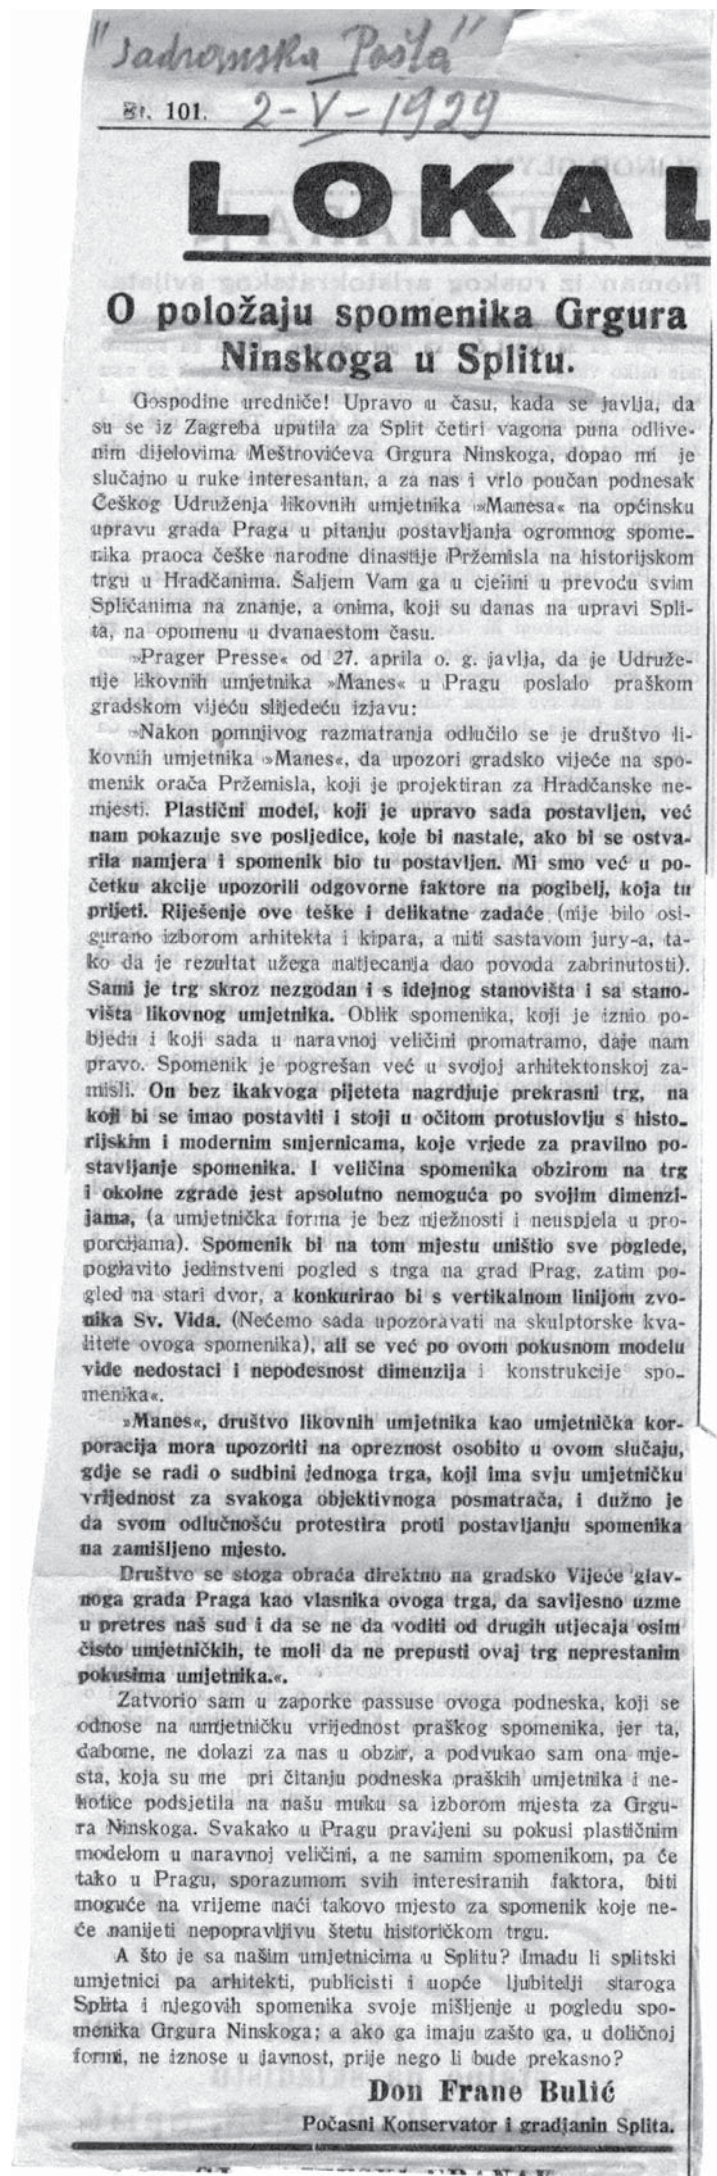 "Jadranska Pošta"
Br. 101.
2-V-1929
LOKAL
O položaju spomenika Grgura
Ninskoga u Splitu.
Gospodine uredniče! Upravo u času, kada se javlja, da
su se iz Zagreba uputila za Split četiri vagona puna odlive-
nim dijelovima Meštrovićeva Grgura Ninskoga, dopao mi je
slučajno u ruke interesantan, a za nas i vrlo poučan podnesak
Češkog Udruženja likovnih umjetnika »Manesa« na općinsku
upravu grada Praga u pitanju postavljanja ogromnog spome-
nika praoca češke narodne dinastije Pržemisla na historijskom
trgu u Hradčanima. Šaljem Vam ga u cjelini u prevodu svim
Splićanima na znanje, a onima, koji su danas na upravi Spli-
ta, na opomenu u dvanaestom času.
»Prager Presse« od 27. aprila o. g. javlja, da je Udruže-
nje likovnih umjetnika »Manes« u Pragu poslalo praškom
gradskom vijeću slijedeću izjavu:
»Nakon pomnjivog razmatranja odlučilo se je društvo li-
kovnih umjetnika »Manes«, da upozori gradsko vijeće na spo-
menik orača Pržemisla, koji je projektiran za Hradčanske ne-
mjesti. Plastični model, koji je upravo sada postavljen, već
nam pokazuje sve posljedice, koje bi nastale, ako bi se ostva-
rila namjera i spomenik bio tu postavljen. Mi smo već u po-
četku akcije upozorili odgovorne faktore na pogibelj, koja tu
prijeti. Riješenje ove teške i delikatne zadaće (nije bilo osi-
gurano izborom arhitekta i kipara, a niti sastavom jury-a, ta-
ko da je rezultat užega natjecanja dao povoda zabrinutosti).
Sami je trg skroz nezgodan i s idejnog stanovišta i sa stano-
višta likovnog umjetnika. Oblik spomenika, koji je iznio po-
bjedu i koji sada u naravnoj veličini promatramo, daje nam
pravo. Spomenik je pogrešan već u svojoj arhitektonskoj za-
misli. On bez ikakvoga pijeteta nagrdjuje prekrasni trg, na
koji bi se imao postaviti i stoji u očitom protuslovlju s histo-
rijskim i modernim smjernicama, koje vrjede za pravilno po-
stavljanje spomenika. I veličina spomenika obzirom na trg
i okolne zgrade jest apsolutno nemoguća po svojim dimenzi-
jama, (a umjetnička forma je bez nježnosti i neuspjela u pro-
porcijama). Spomenik bi na tom mjestu uništio sve poglede,
poglavito jedinstveni pogled s trga na grad Prag, zatim po-
gled na stari dvor, a konkurirao bi s vertikalnom linijom zvo-
nika Sv. Vida. (Nećemo sada upozoravati na skulptorske kva-
litete ovoga spomenika), ali se već po ovom pokusnom modelu
vide nedostaci i nepodesnost dimenzija i konstrukcije spo-
menika«.
»Manes«, društvo likovnih umjetnika kao umjetnička kor-
poracija mora upozoriti na opreznost osobito u ovom slučaju,
gdje se radi o sudbini jednoga trga, koji ima svju umjetničku
vrijednost za svakoga objektivnoga posmatrača, i dužno je
da svom odlučnošću protestira proti postavljanju spomenika
na zamišljeno mjesto.
Društvo se stoga obraća direktno na gradsko Vijeće glav-
noga grada Praga kao vlasnika ovoga trga, da savijesno uzme
u pretres naš sud i da se ne da voditi od drugih utjecaja osim
čisto umjetničkih, te moli da ne prepusti ovaj trg neprestanim
pokusima umjetnika.«.
Zatvorio sam u zaporke passuse ovoga podneska, koji se
odnose na umjetničku vrijednost praškog spomenika, jer ta,
dabome, ne dolazi za nas u obzir, a podvukao sam ona mje-
sta, koja su me pri čitanju podneska praških umjetnika i ne-
hotice podsjetila na našu muku sa izborom mjesta za Grgu-
ra Ninskoga. Svakako u Pragu pravljeni su pokusi plastičnim
modelom u naravnoj veličini, a ne samim spomenikom, pa će
tako u Pragu, sporazumom svih interesiranih faktora, biti
moguće na vrijeme naći takovo mjesto za spomenik koje ne-
će nanijeti nepopravljivu štetu historičkom trgu.
A što je sa našim umjetnicima u Splitu? Imadu li splitski
umjetnici pa arhitekti, publicisti i uopće ljubitelji staroga
Splita i njegovih spomenika svoje mišljenje u pogledu spo-
menika Grgura Ninskoga; a ako ga imaju zašto ga, u doličnoj
formi, ne iznose u javnost, prije nego li bude prekasno?
Don Frane Bulić
Počasni Konservator i gradjanin Splita.